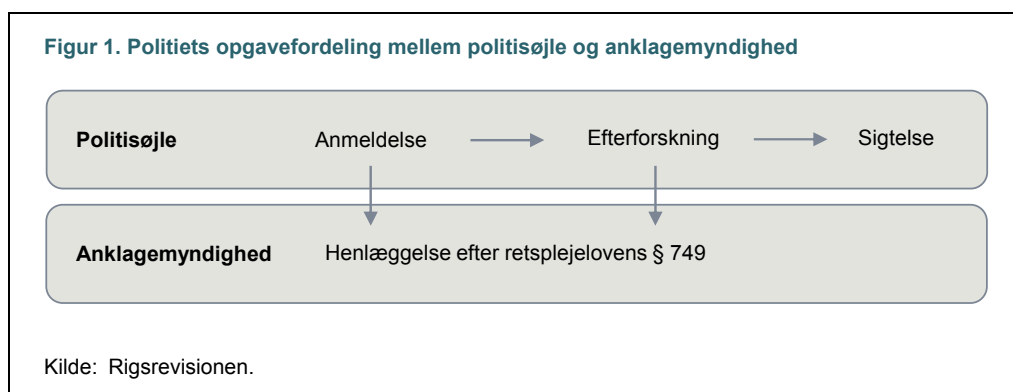 Figur 1. Politiets opgavefordeling mellem politisøjle og anklagemyndighed
Politisøjle Anmeldelse Efterforskning Sigtelse
Anklagemyndighed Henlæggelse efter retsplejelovens § 749
Kilde: Rigsrevisionen.